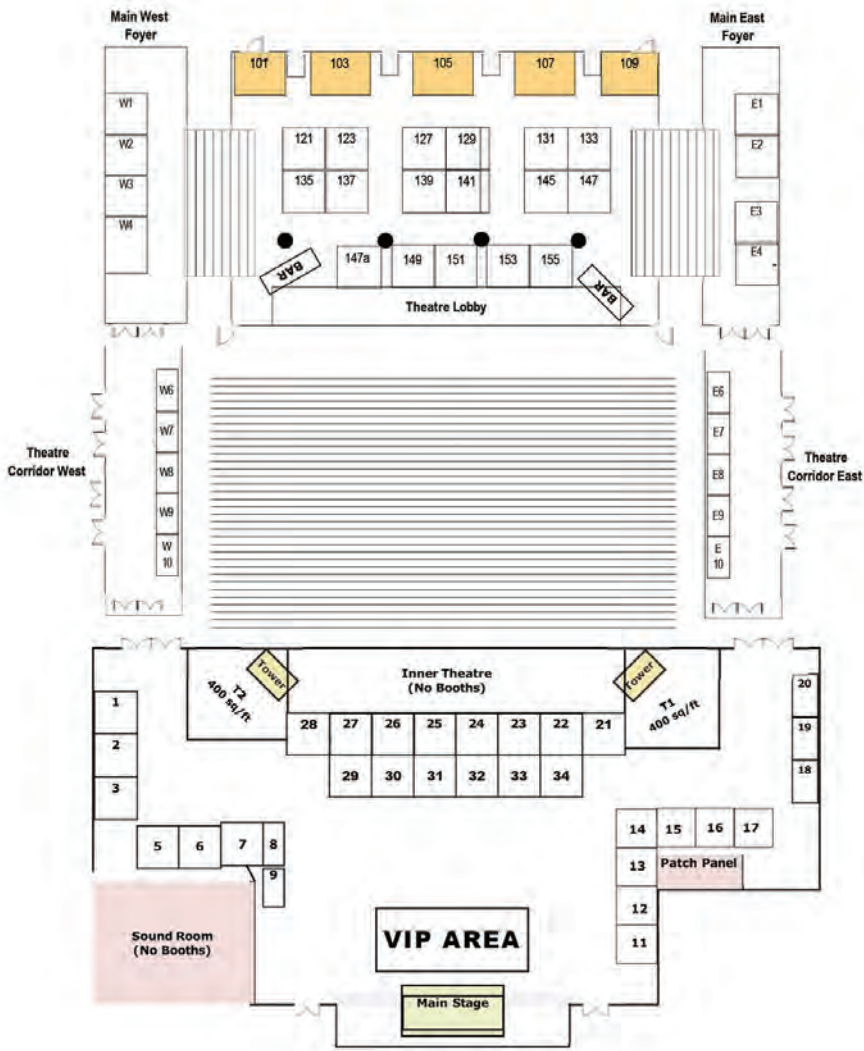 Main West
Foyer
Main East
Foyer
101
103
105
107
109
W1
W2
W3
W4
121
123
127
129
131
133
135
137
139
141
145
147
E1
E2
E3
E4
BAR
147a
149
151
153
155
BAR
Theatre Lobby
W6
W7
W8
W9
W
10
Theatre
Corridor West
E6
E7
E8
E9
E
10
Theatre
Corridor East
T2
400 sq/ft
Tower
Inner Theatre
(No Booths)
Tower
T1
400 sq/ft
1
2
3
28
27
26
25
24
23
22
21
29
30
31
32
33
34
20
19
18
5
6
7
8
9
14
15
16
17
13
Patch Panel
12
11
Sound Room
(No Booths)
VIP AREA
Main Stage